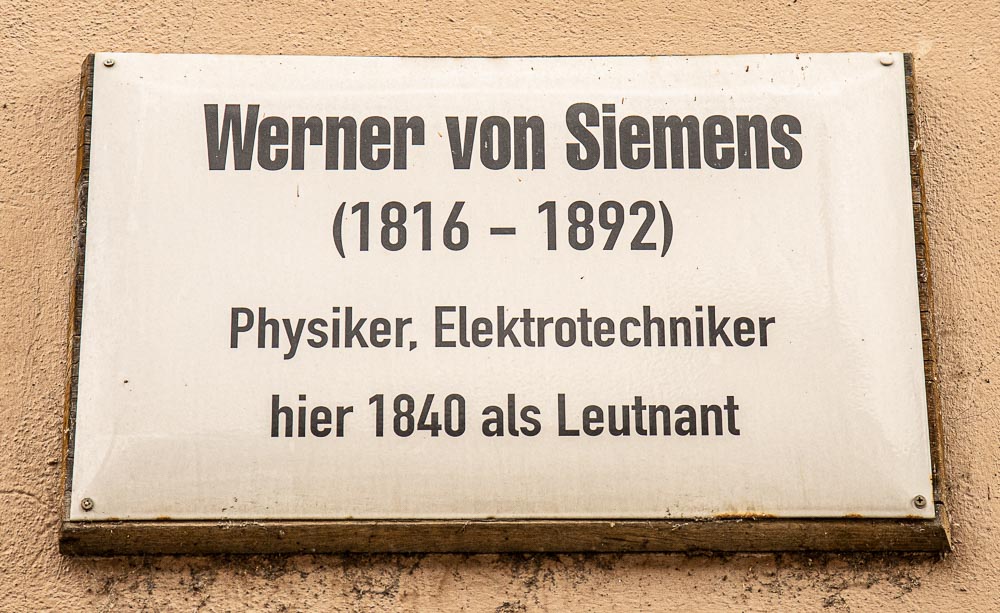 Werner von Siemens
(1816 – 1892)
Physiker, Elektrotechniker
hier 1840 als Leutnant